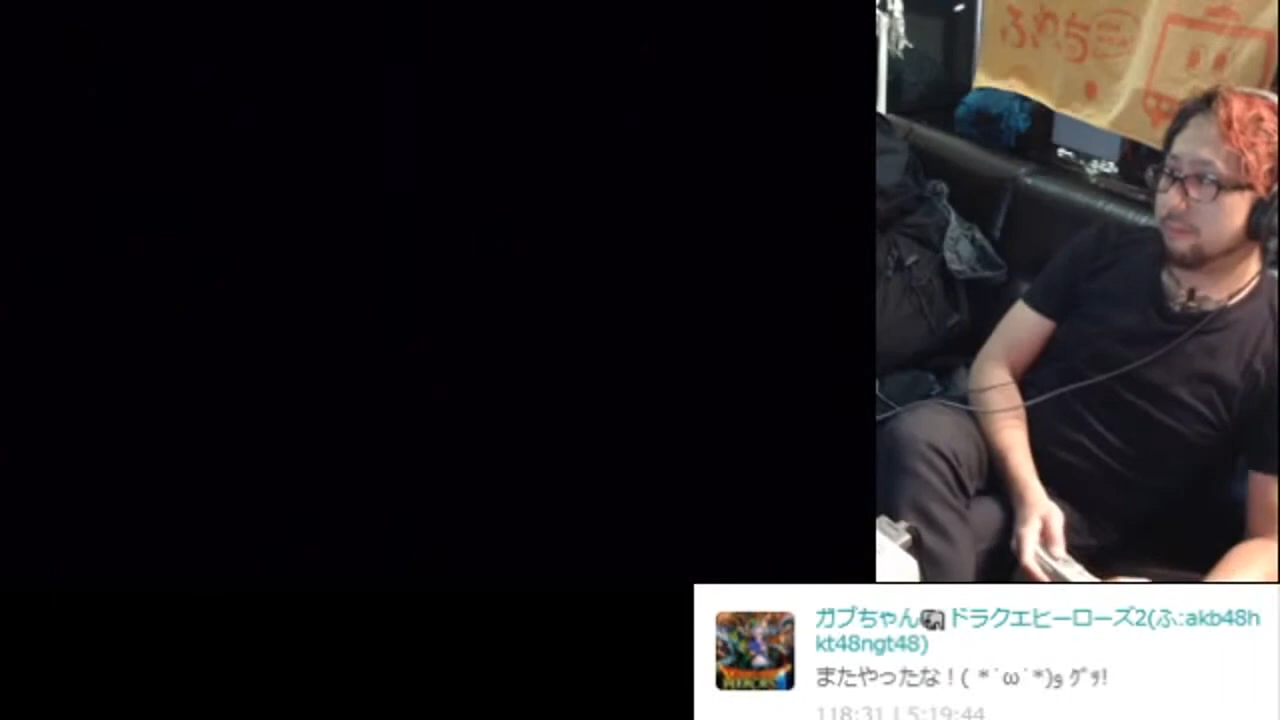 ふわっち
ガブちゃん🐘ドラクエヒーローズ2(ふ:akb48h
kt48ngt48)
またやったな！( *˙ω˙*)و ｸﾞｯ!
118:31 | 5:19:44